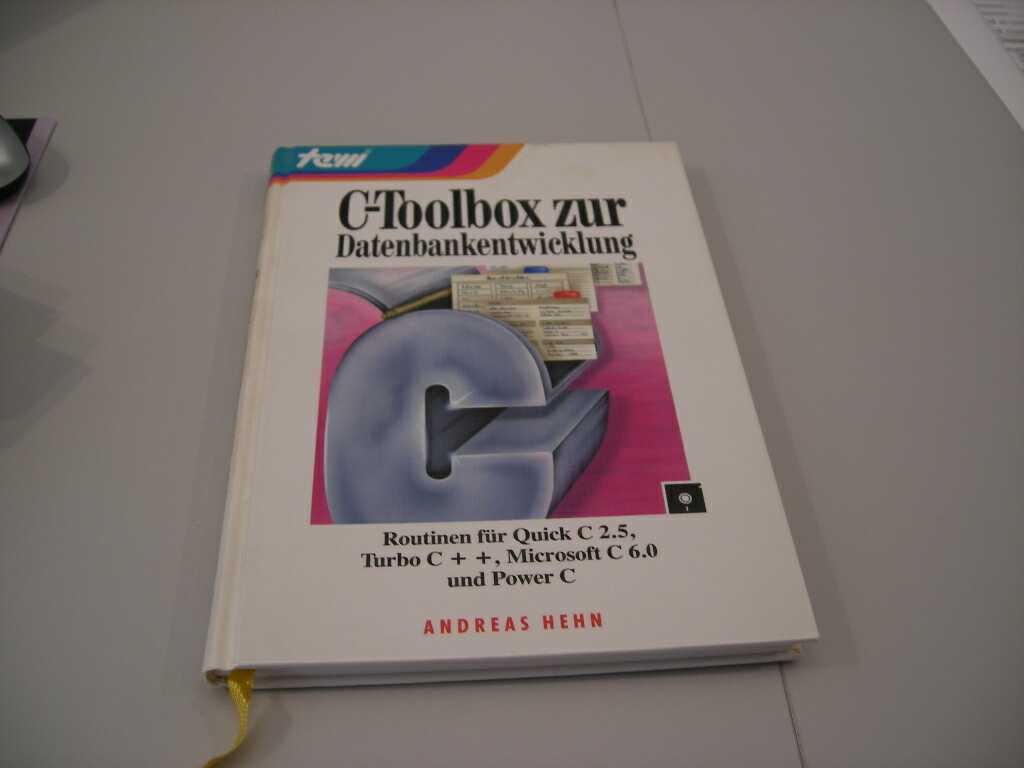 tewi
C-Toolbox zur
Datenbankentwicklung
Routinen für Quick C 2.5,
Turbo C + +, Microsoft C 6.0
und Power C
ANDREAS HEHN